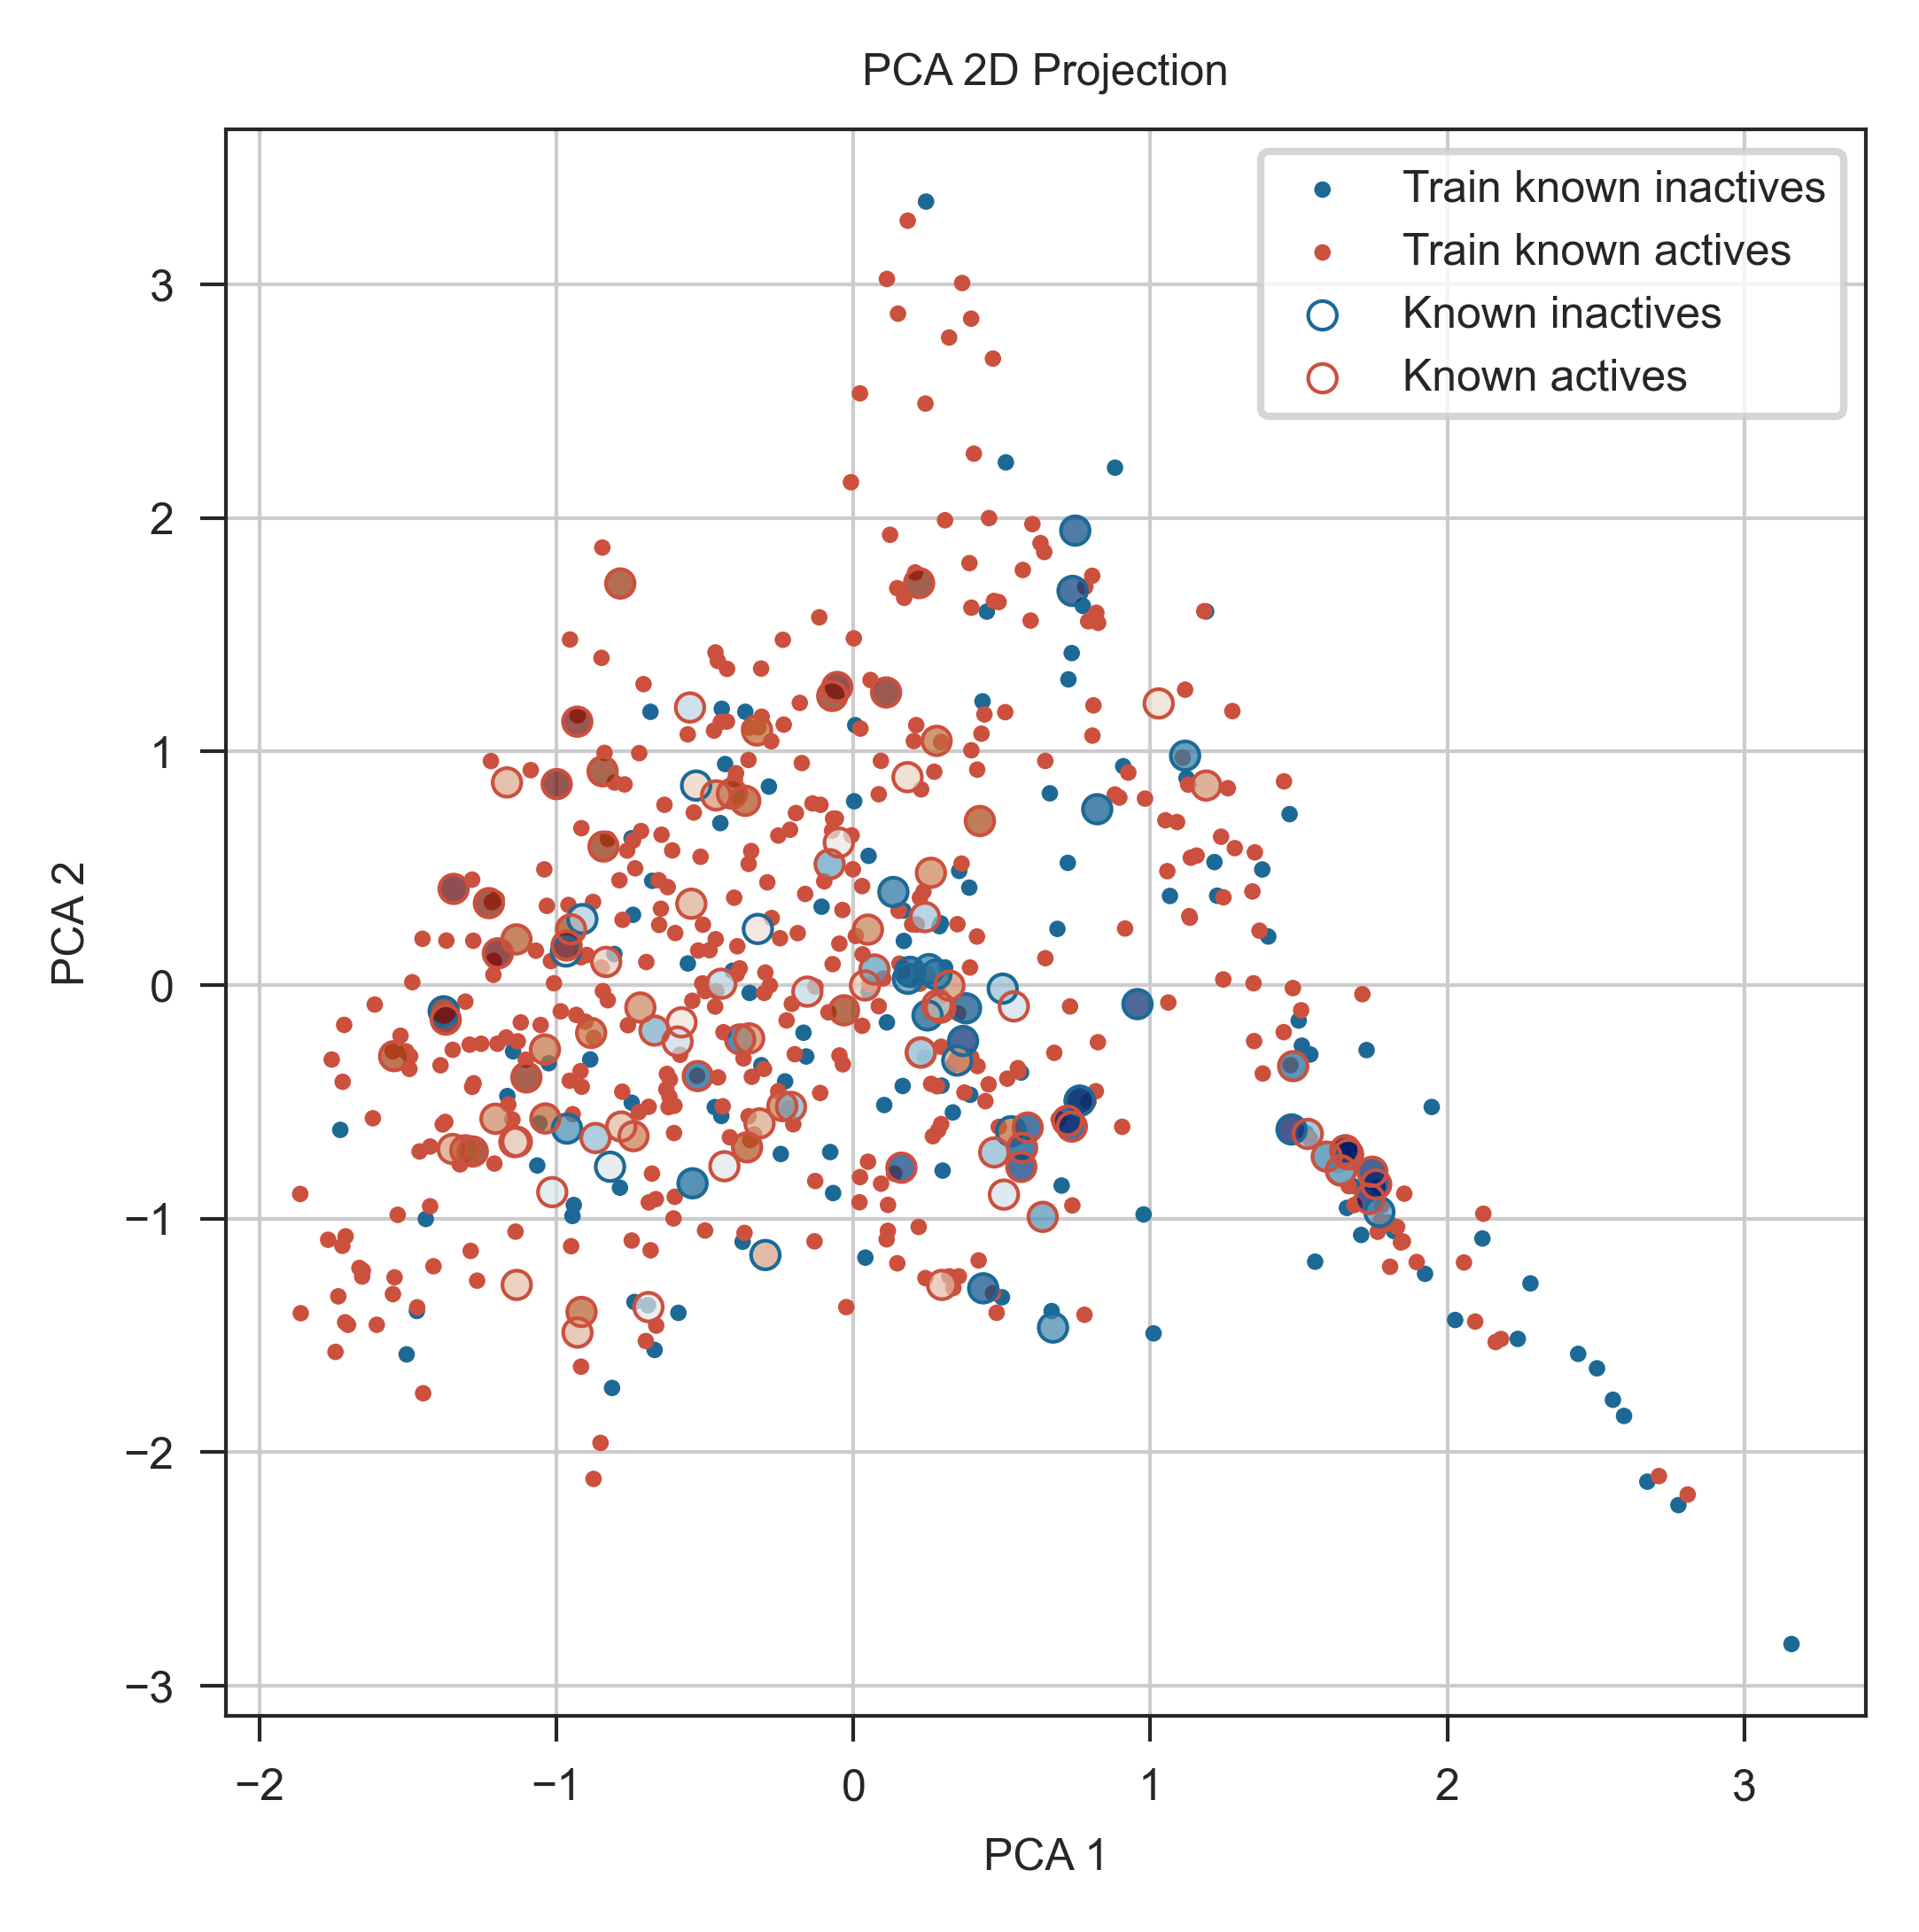 PCA 2D Projection
Train known inactives
Train known actives
Known inactives
Known actives
3
2
1
0
−1
−2
−3
PCA 2
−2
−1
0
1
2
3
PCA 1